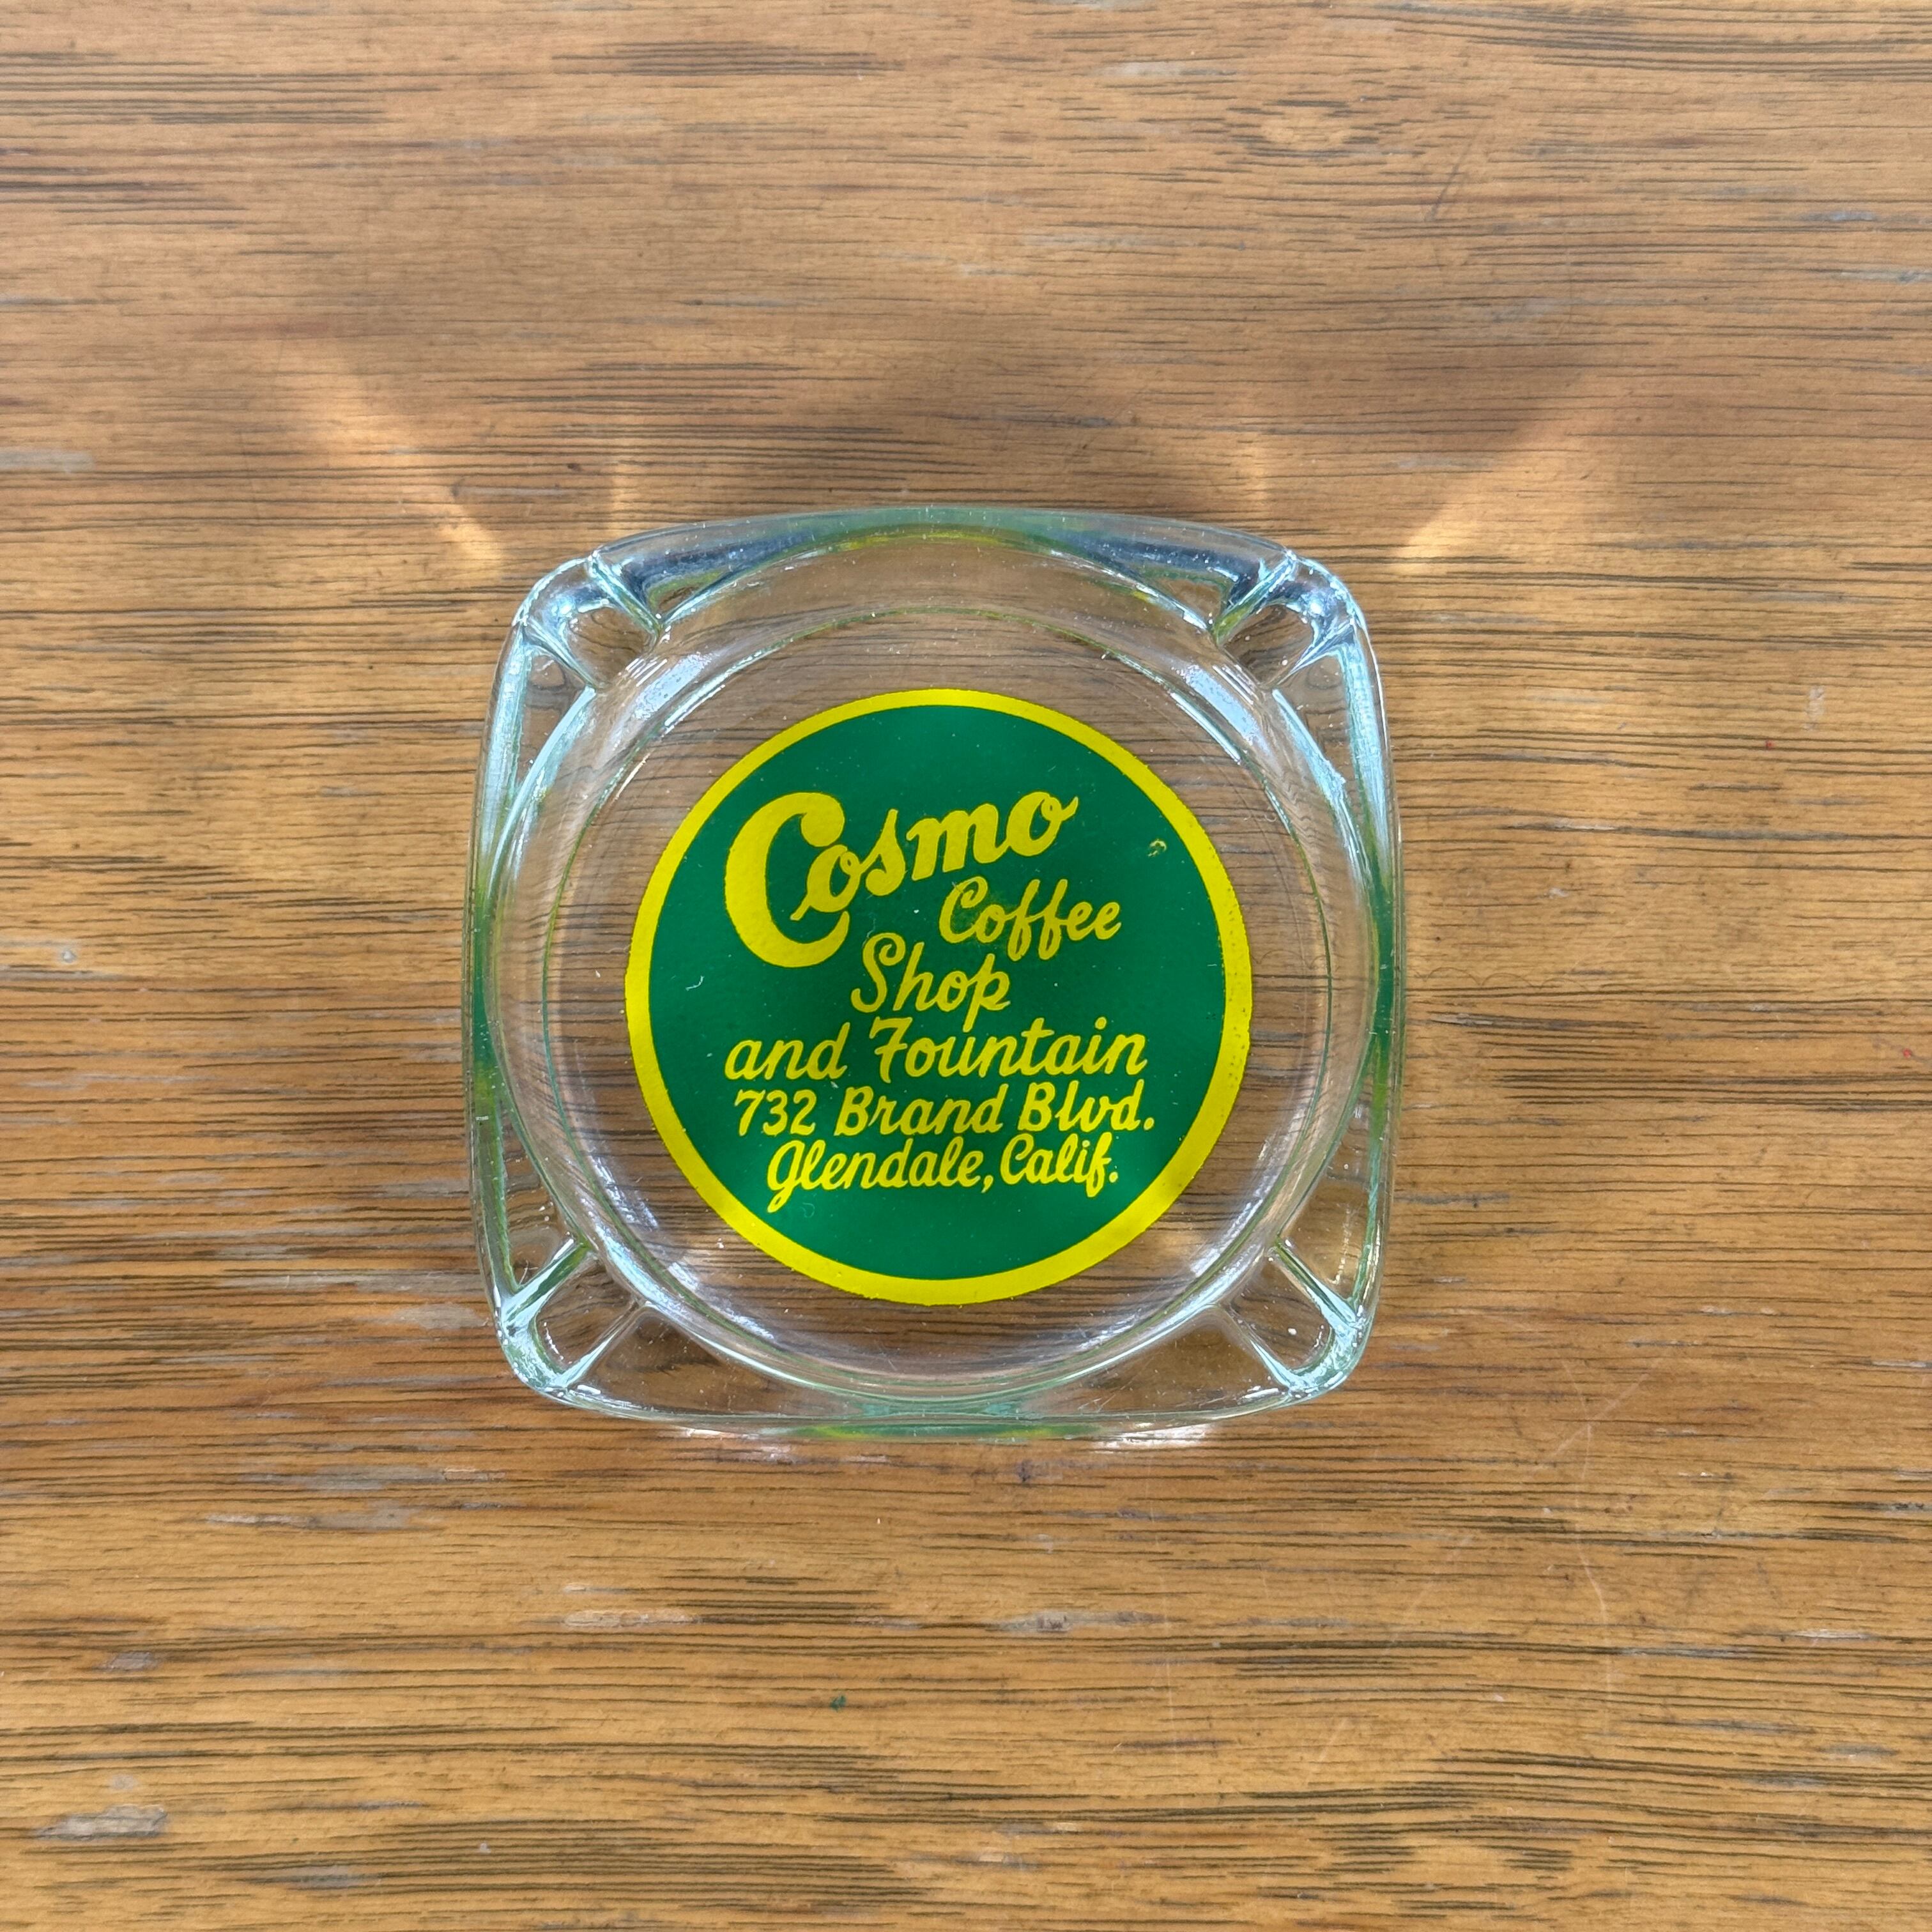 Cosmo
Coffee
Shop
and Fountain
732 Brand Blvd.
Glendale, Calif.